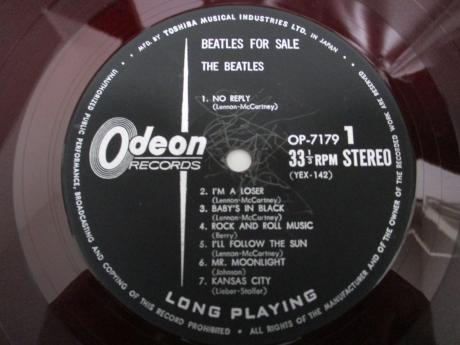 MFG. BY TOSHIBA MUSICAL INDUSTRIES LTD. IN JAPAN. •
BEATLES FOR SALE
THE BEATLES
1. NO REPLY
(Lennon-McCartney)
Odeon
RECORDS
OP-7179 1
33⅓RPM STEREO
(YEX-142)
2. I'M A LOSER
(Lennon-McCartney)
3. BABY'S IN BLACK
(Lennon-McCartney)
4. ROCK AND ROLL MUSIC
(Berry)
5. I'LL FOLLOW THE SUN
(Lennon-McCartney)
6. MR. MOONLIGHT
(Johnson)
7. KANSAS CITY
(Lieber-Stoller)
LONG PLAYING
UNAUTHORIZED PUBLIC PERFORMANCE, BROADCASTING AND COPYING OF THIS RECORD PROHIBITED • ALL RIGHTS OF THE MANUFACTURER AND OF THE OWNER OF THE RECORDED WORK ARE RESERVED